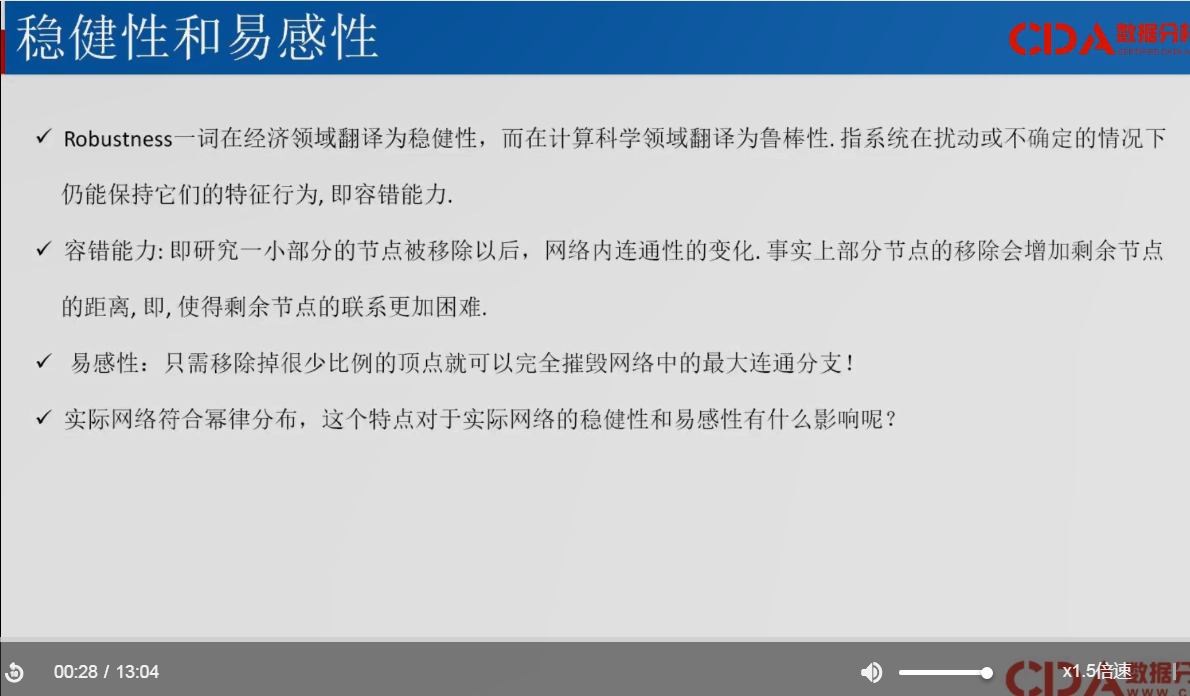 稳健性和易感性
CDA 数据分析
✓ Robustness一词在经济领域翻译为稳健性，而在计算科学领域翻译为鲁棒性. 指系统在扰动或不确定的情况下
仍能保持它们的特征行为, 即容错能力.
✓ 容错能力: 即研究一小部分的节点被移除以后，网络内连通性的变化. 事实上部分节点的移除会增加剩余节点
的距离, 即, 使得剩余节点的联系更加困难.
✓ 易感性：只需移除掉很少比例的顶点就可以完全摧毁网络中的最大连通分支！
✓ 实际网络符合幂律分布，这个特点对于实际网络的稳健性和易感性有什么影响呢？
00:28 / 13:04
x1.5倍速
CDA 数据分
www.